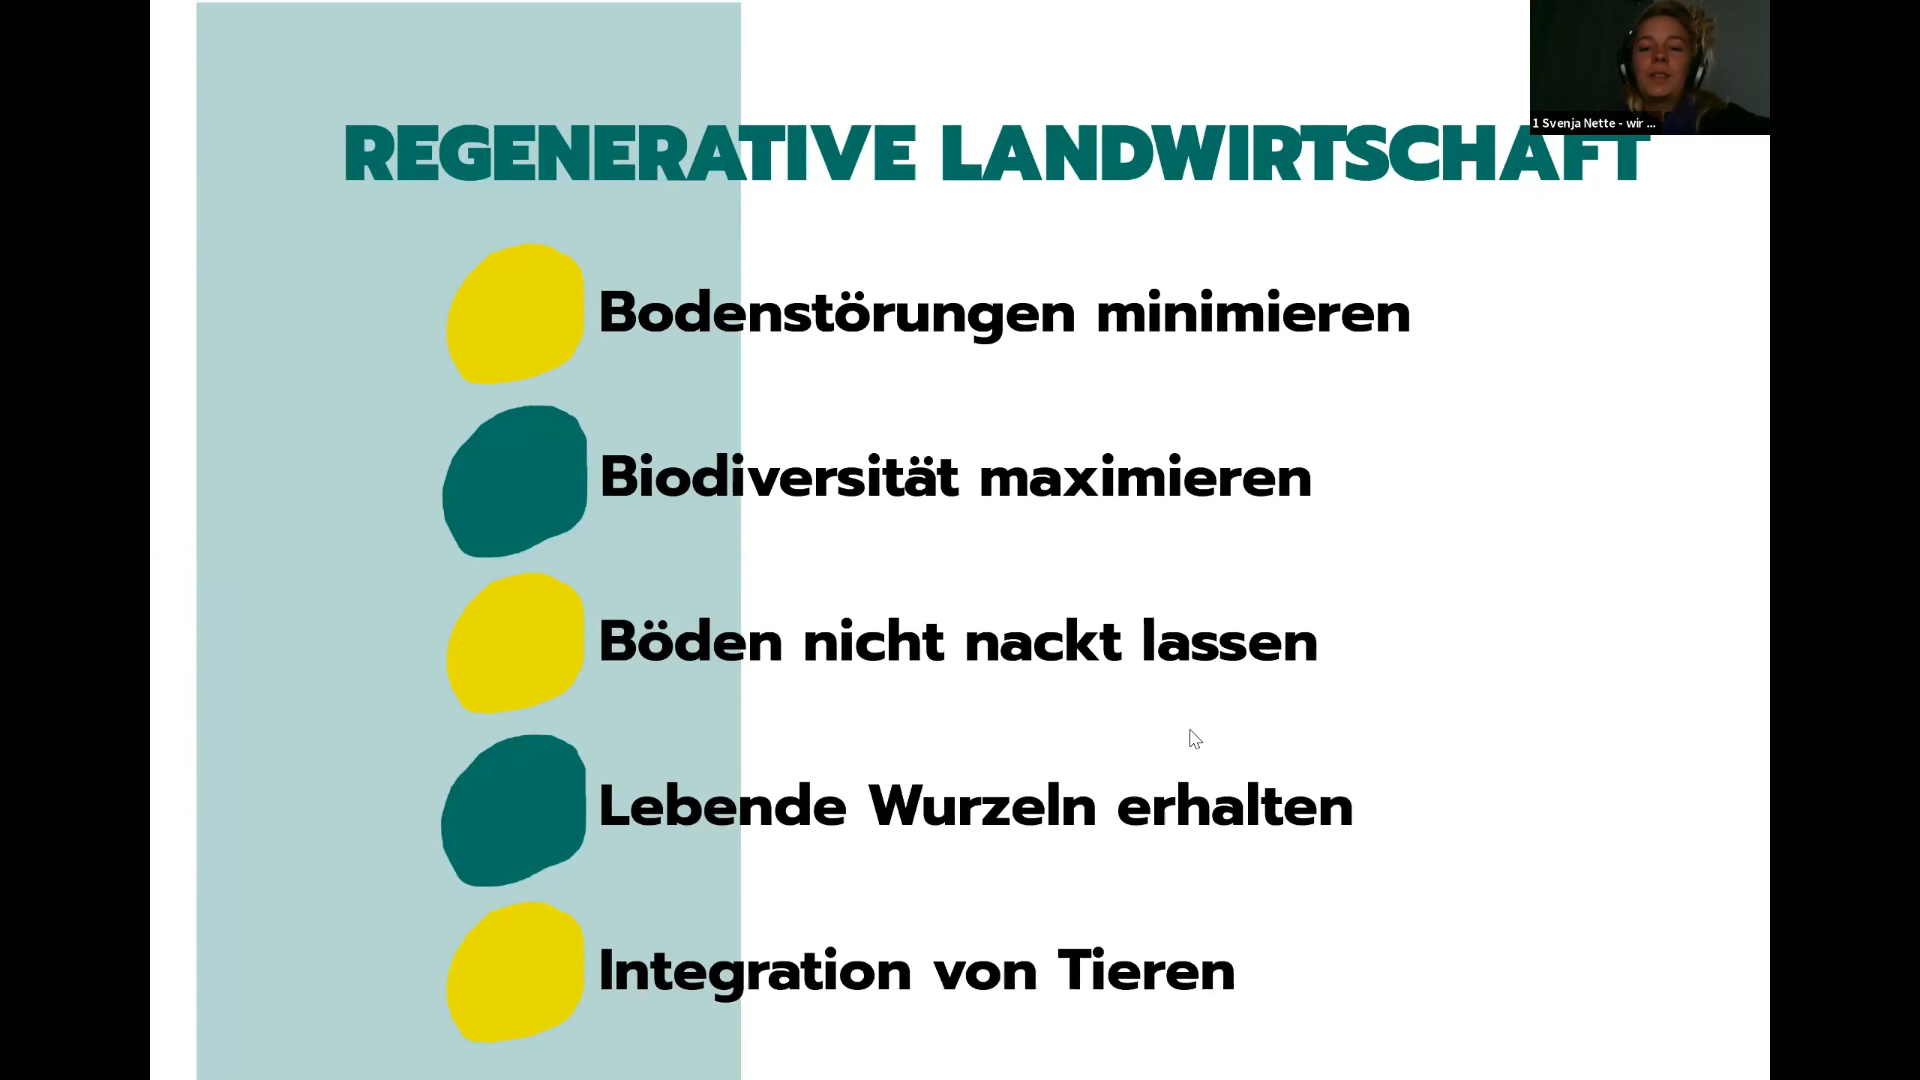 1 Svenja Nette - wir ...
REGENERATIVE LANDWIRTSCHAFT
Bodenstörungen minimieren
Biodiversität maximieren
Böden nicht nackt lassen
Lebende Wurzeln erhalten
Integration von Tieren